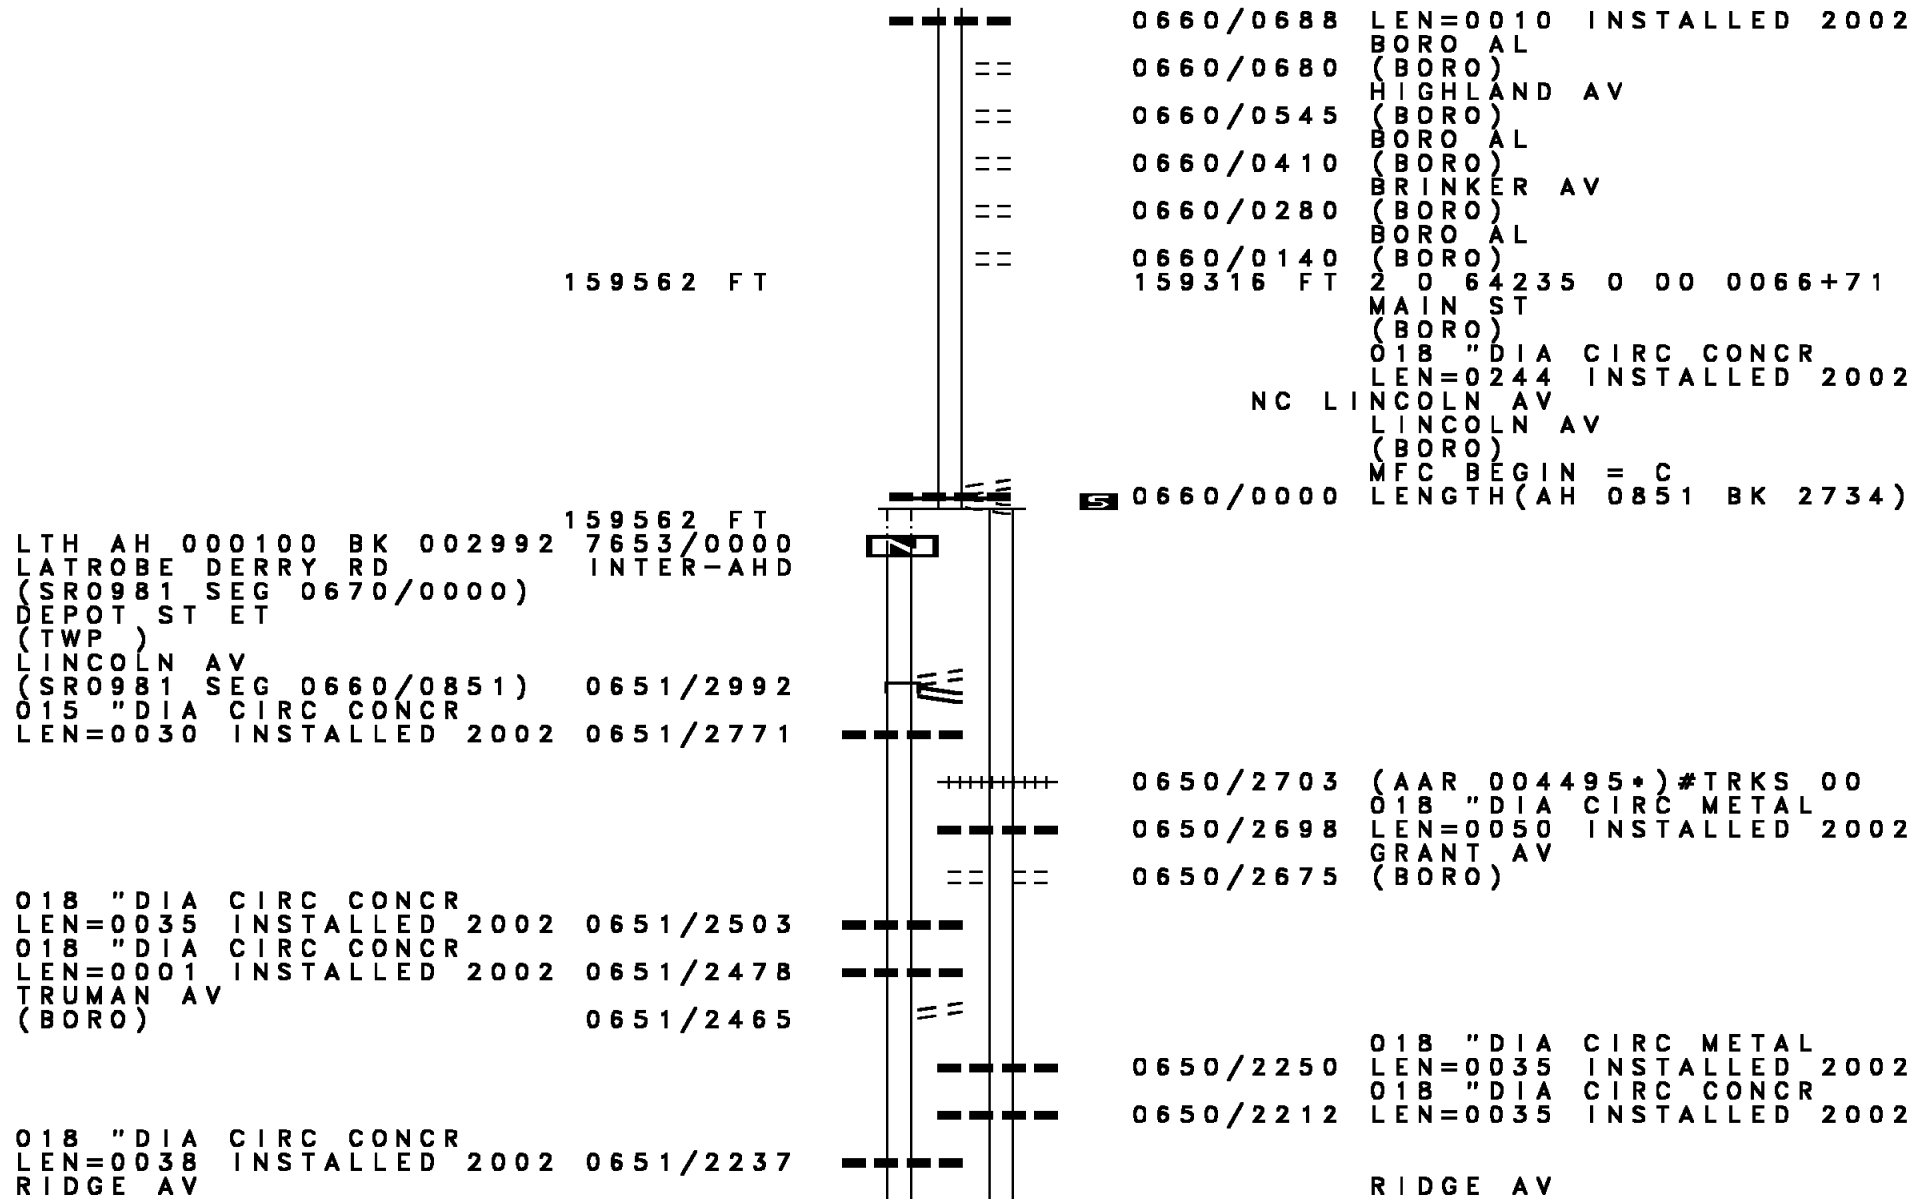 0660/0688 LEN=0010 INSTALLED 2002
BORO AL
0660/0680 (BORO)
HIGHLAND AV
0660/0545 (BORO)
BORO AL
0660/0410 (BORO)
BRINKER AV
0660/0280 (BORO)
BORO AL
0660/0140 (BORO)
159562 FT 159316 FT 2 0 64235 0 00 0066+71
MAIN ST
(BORO)
018 "DIA CIRC CONCR
LEN=0244 INSTALLED 2002
NC LINCOLN AV
LINCOLN AV
(BORO)
MFC BEGIN = C
S 0660/0000 LENGTH(AH 0851 BK 2734)
159562 FT
LTH AH 000100 BK 002992 7653/0000
LATROBE DERRY RD INTER-AHD
(SR0981 SEG 0670/0000)
DEPOT ST ET
(TWP )
LINCOLN AV
(SR0981 SEG 0660/0851) 0651/2992
015 "DIA CIRC CONCR
LEN=0030 INSTALLED 2002 0651/2771
0650/2703 (AAR 004495*)#TRKS 00
018 "DIA CIRC METAL
0650/2698 LEN=0050 INSTALLED 2002
GRANT AV
0650/2675 (BORO)
018 "DIA CIRC CONCR
LEN=0035 INSTALLED 2002 0651/2503
018 "DIA CIRC CONCR
LEN=0001 INSTALLED 2002 0651/2478
TRUMAN AV
(BORO) 0651/2465
018 "DIA CIRC METAL
0650/2250 LEN=0035 INSTALLED 2002
018 "DIA CIRC CONCR
0650/2212 LEN=0035 INSTALLED 2002
018 "DIA CIRC CONCR
LEN=0038 INSTALLED 2002 0651/2237
RIDGE AV RIDGE AV